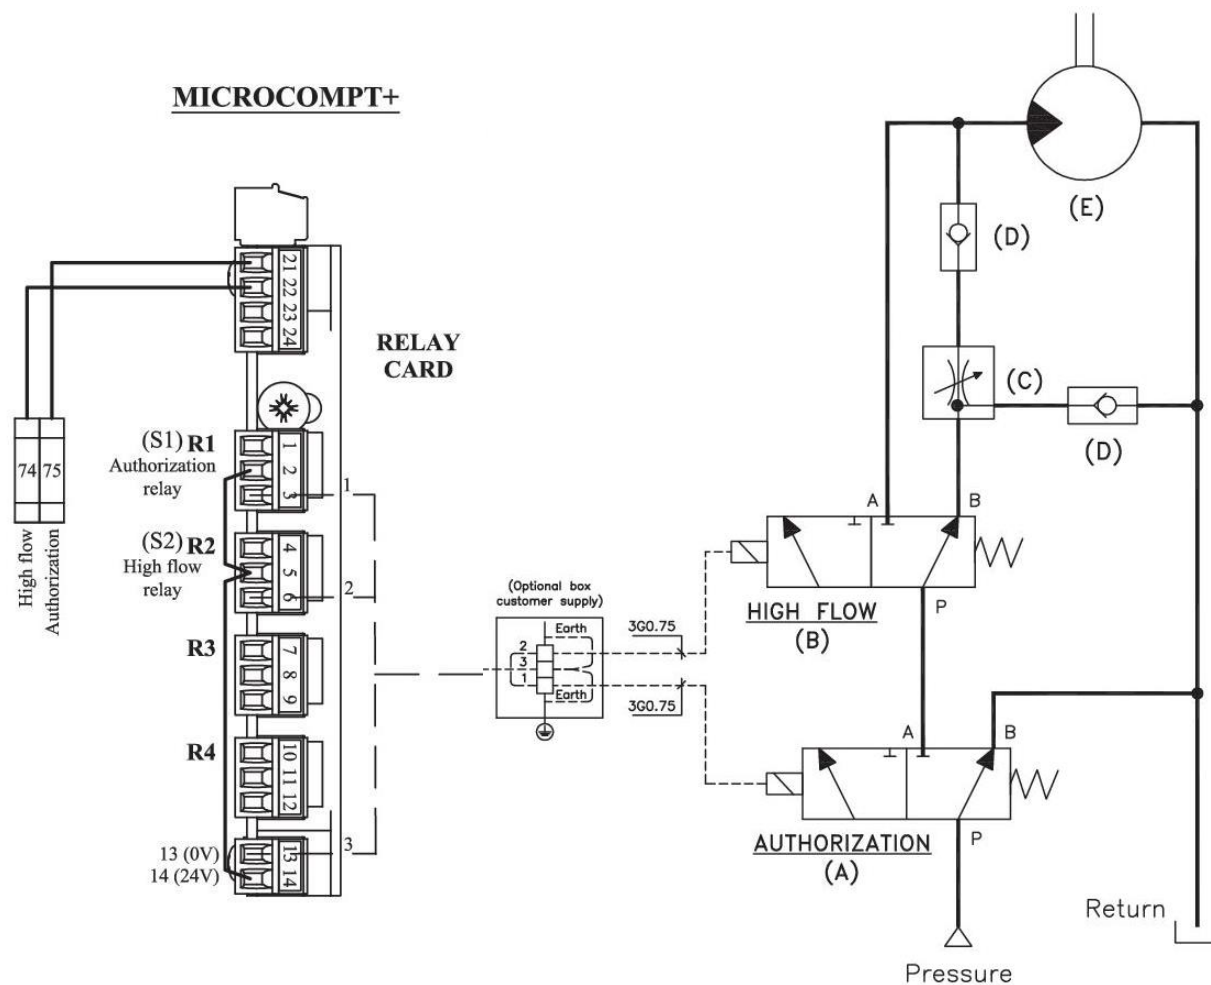 MICROCOMPT+
RELAY
CARD
21
22
23
24
74
75
High flow
Authorization
(S1) R1
Authorization
relay
1
2
3
1
(S2) R2
High flow
relay
4
5
6
2
R3
7
8
9
R4
10
11
12
13 (0V)
14 (24V)
13
14
3
(Optional box
customer supply)
Earth
2
3
1
Earth
3G0.75
3G0.75
(E)
(D)
(C)
(D)
A
B
P
HIGH FLOW
(B)
A
B
P
AUTHORIZATION
(A)
Return
Pressure